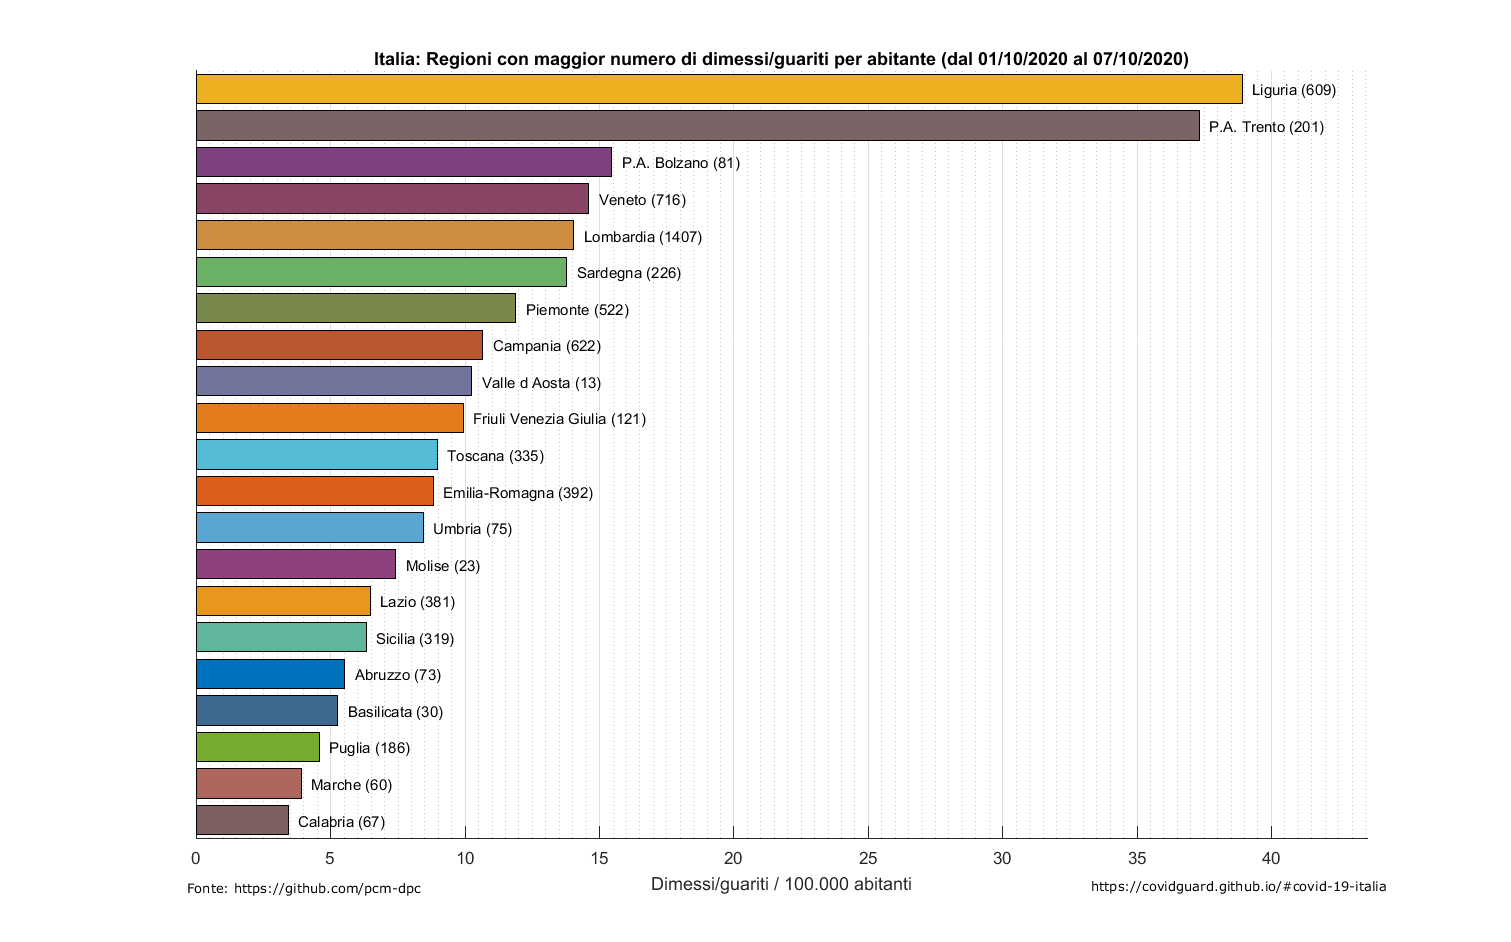 Italia: Regioni con maggior numero di dimessi/guariti per abitante (dal 01/10/2020 al 07/10/2020)
Liguria (609)
P.A. Trento (201)
P.A. Bolzano (81)
Veneto (716)
Lombardia (1407)
Sardegna (226)
Piemonte (522)
Campania (622)
Valle d Aosta (13)
Friuli Venezia Giulia (121)
Toscana (335)
Emilia-Romagna (392)
Umbria (75)
Molise (23)
Lazio (381)
Sicilia (319)
Abruzzo (73)
Basilicata (30)
Puglia (186)
Marche (60)
Calabria (67)
0 5 10 15 20 25 30 35 40
Dimessi/guariti / 100.000 abitanti
Fonte: https://github.com/pcm-dpc
https://covidguard.github.io/#covid-19-italia